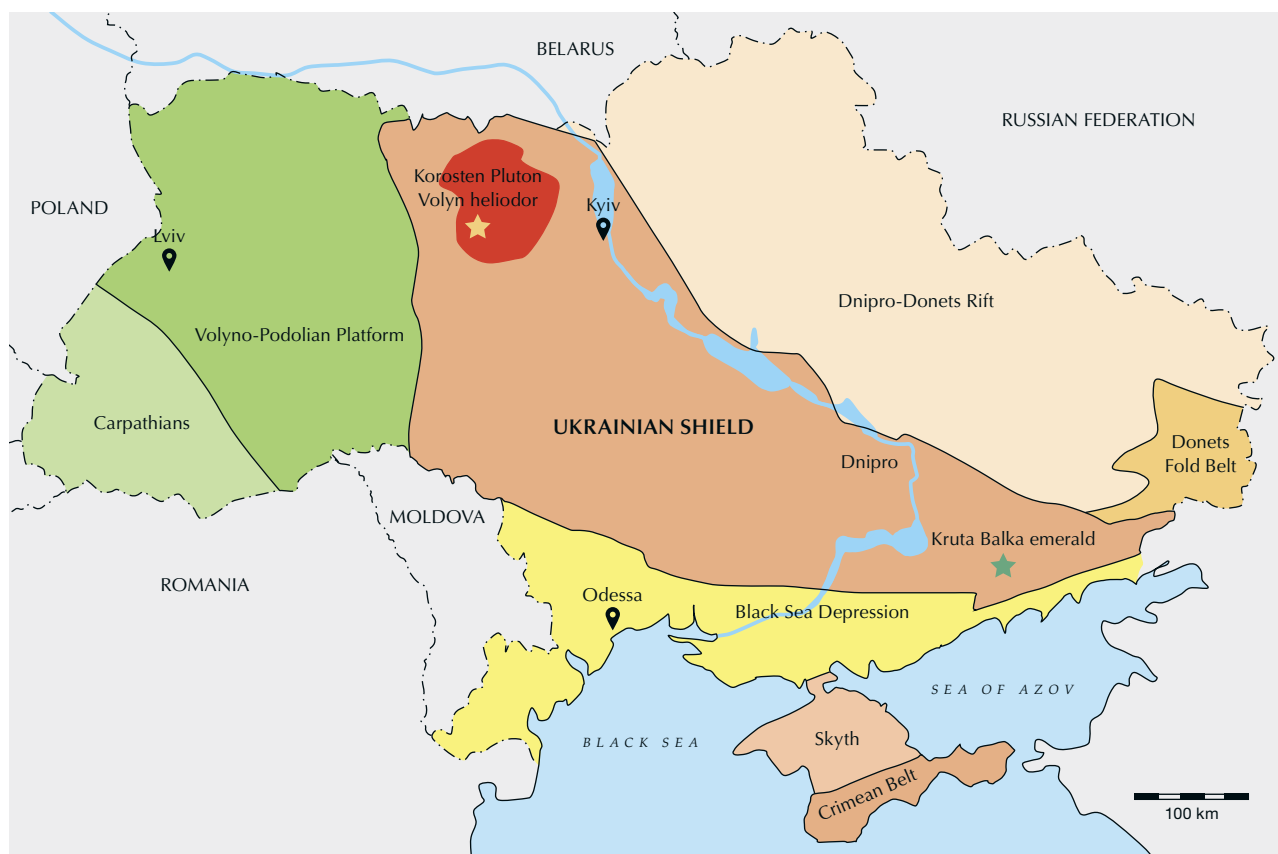 BELARUS
RUSSIAN FEDERATION
Korosten Pluton
Volyn heliodor
POLAND
Kyiv
Lviv
Dnipro-Donets Rift
Volyno-Podolian Platform
Carpathians
UKRAINIAN SHIELD
Donets
Fold Belt
Dnipro
MOLDOVA
Kruta Balka emerald
ROMANIA
Odessa
Black Sea Depression
SEA OF AZOV
BLACK SEA
Skyth
Crimean Belt
100 km